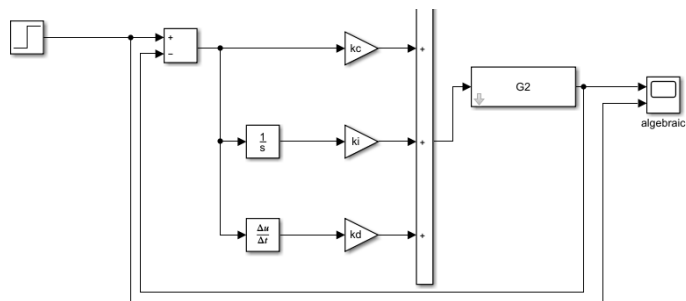 +
−
kc
+
G2
algebraic
1
s
ki
+
Δu
Δt
kd
+